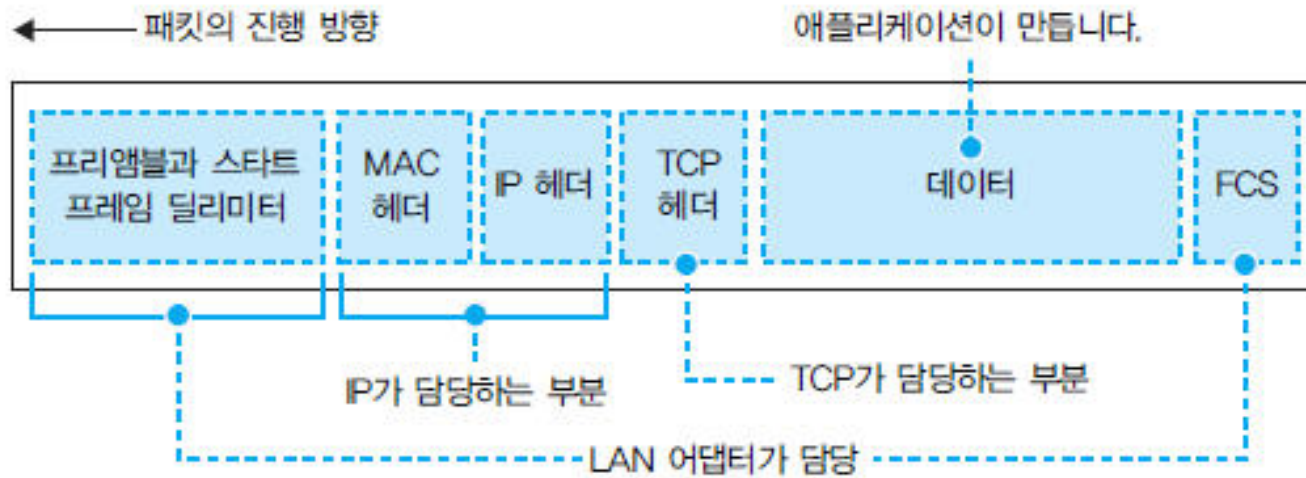 패킷의 진행 방향
애플리케이션이 만듭니다.
프리앰블과 스타트
프레임 딜리미터
MAC
헤더
IP 헤더
TCP
헤더
데이터
FCS
IP가 담당하는 부분
TCP가 담당하는 부분
LAN 어댑터가 담당